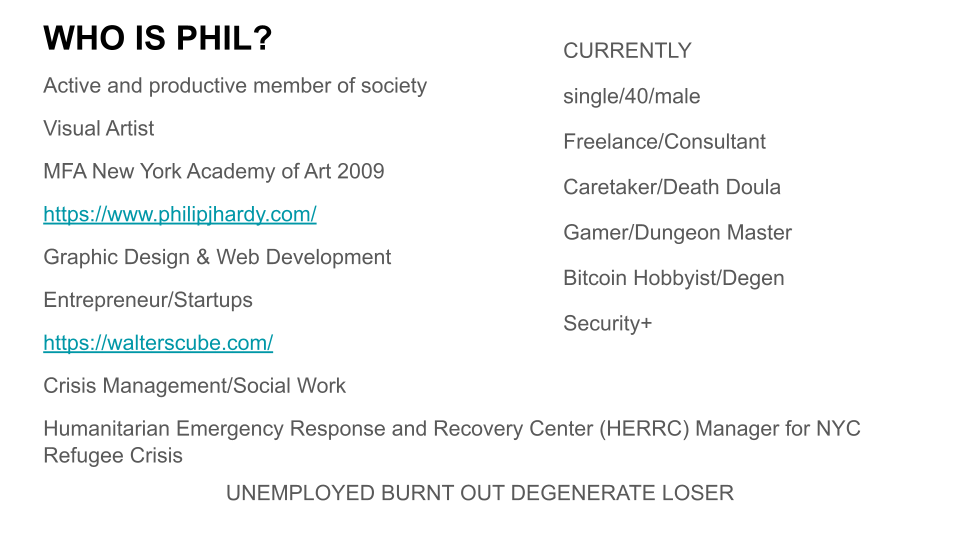 WHO IS PHIL?
Active and productive member of society
Visual Artist
MFA New York Academy of Art 2009
https://www.philipjhardy.com/
Graphic Design & Web Development
Entrepreneur/Startups
https://walterscube.com/
Crisis Management/Social Work
Humanitarian Emergency Response and Recovery Center (HERRC) Manager for NYC
Refugee Crisis
CURRENTLY
single/40/male
Freelance/Consultant
Caretaker/Death Doula
Gamer/Dungeon Master
Bitcoin Hobbyist/Degen
Security+
UNEMPLOYED BURNT OUT DEGENERATE LOSER